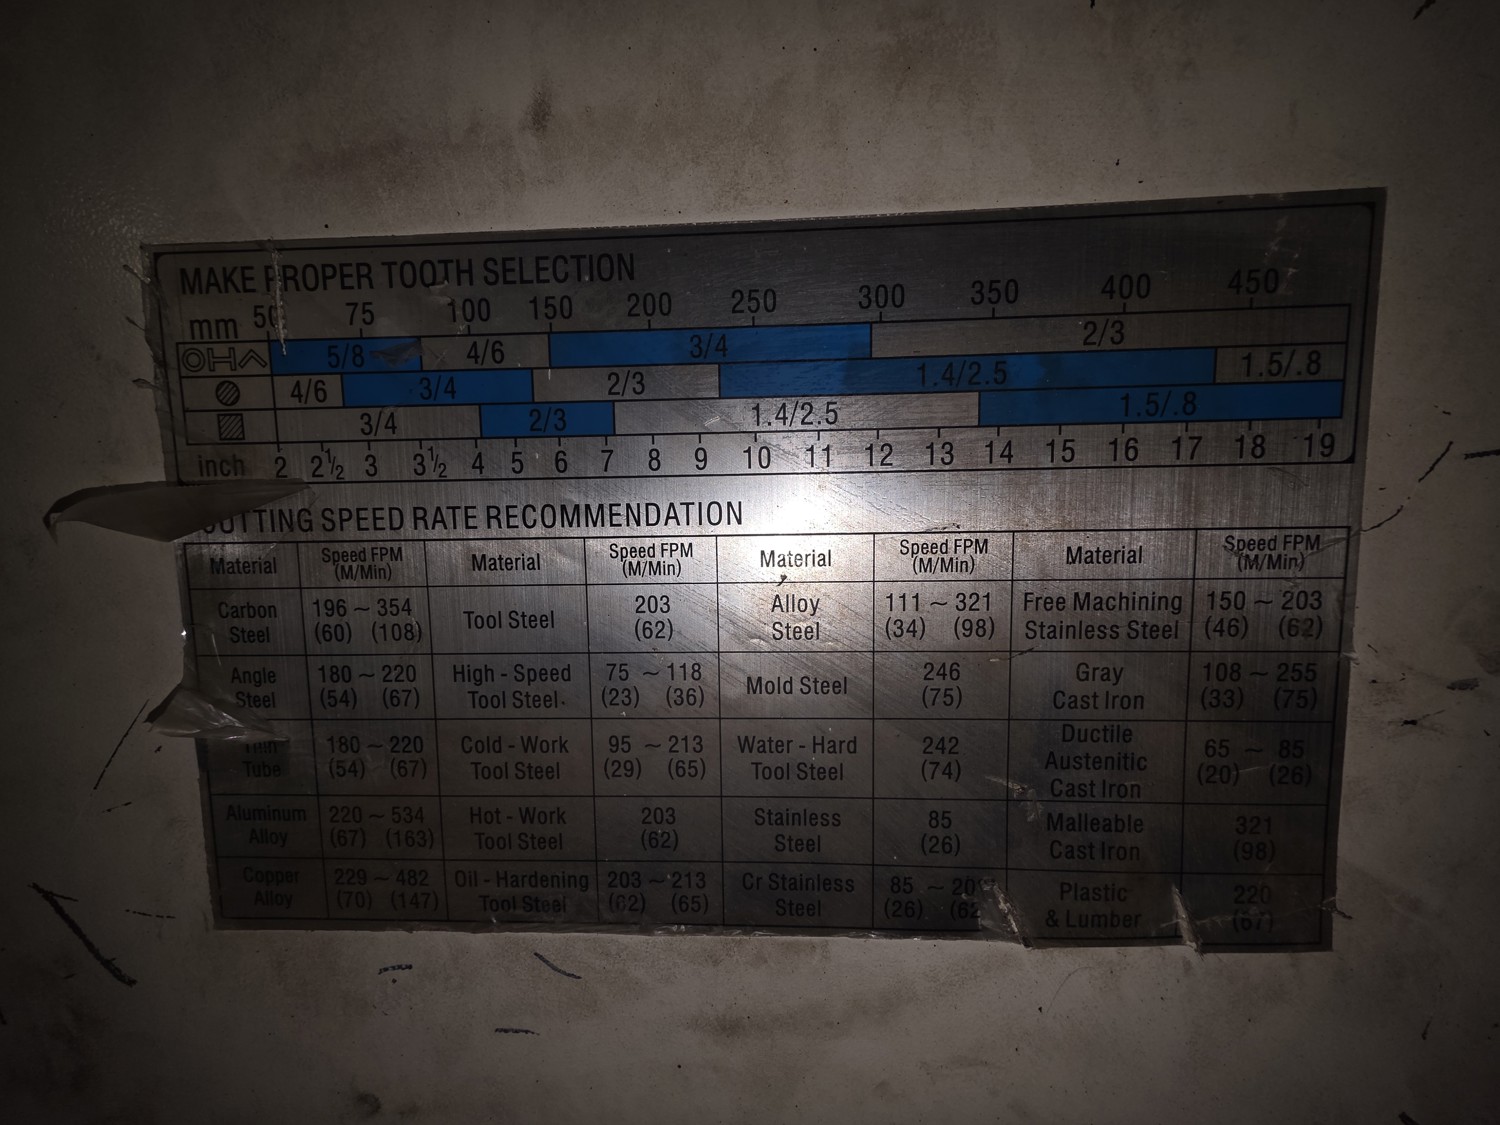 MAKE PROPER TOOTH SELECTION
mm 50 75 100 150 200 250 300 350 400 450
5/8 4/6 3/4 2/3
4/6 3/4 2/3 1.4/2.5 1.5/.8
3/4 2/3 1.4/2.5 1.5/.8
inch 2 2 1/2 3 3 1/2 4 5 6 7 8 9 10 11 12 13 14 15 16 17 18 19
CUTTING SPEED RATE RECOMMENDATION
Material Speed FPM (M/Min) Material Speed FPM (M/Min) Material Speed FPM (M/Min) Material Speed FPM (M/Min)
Carbon Steel 196 ~ 354 (60) (108) Tool Steel 203 (62) Alloy Steel 111 ~ 321 (34) (98) Free Machining Stainless Steel 150 ~ 203 (46) (62)
Angle Steel 180 ~ 220 (54) (67) High - Speed Tool Steel 75 ~ 118 (23) (36) Mold Steel 246 (75) Gray Cast Iron 108 ~ 255 (33) (75)
Thin Tube 180 ~ 220 (54) (67) Cold - Work Tool Steel 95 ~ 213 (29) (65) Water - Hard Tool Steel 242 (74) Ductile Austenitic Cast Iron 65 ~ 85 (20) (26)
Aluminum Alloy 220 ~ 534 (67) (163) Hot - Work Tool Steel 203 (62) Stainless Steel 85 (26) Malleable Cast Iron 321 (98)
Copper Alloy 229 ~ 482 (70) (147) Oil - Hardening Tool Steel 203 ~ 213 (62) (65) Cr Stainless Steel 85 ~ (26) Plastic & Lumber 220 (67)